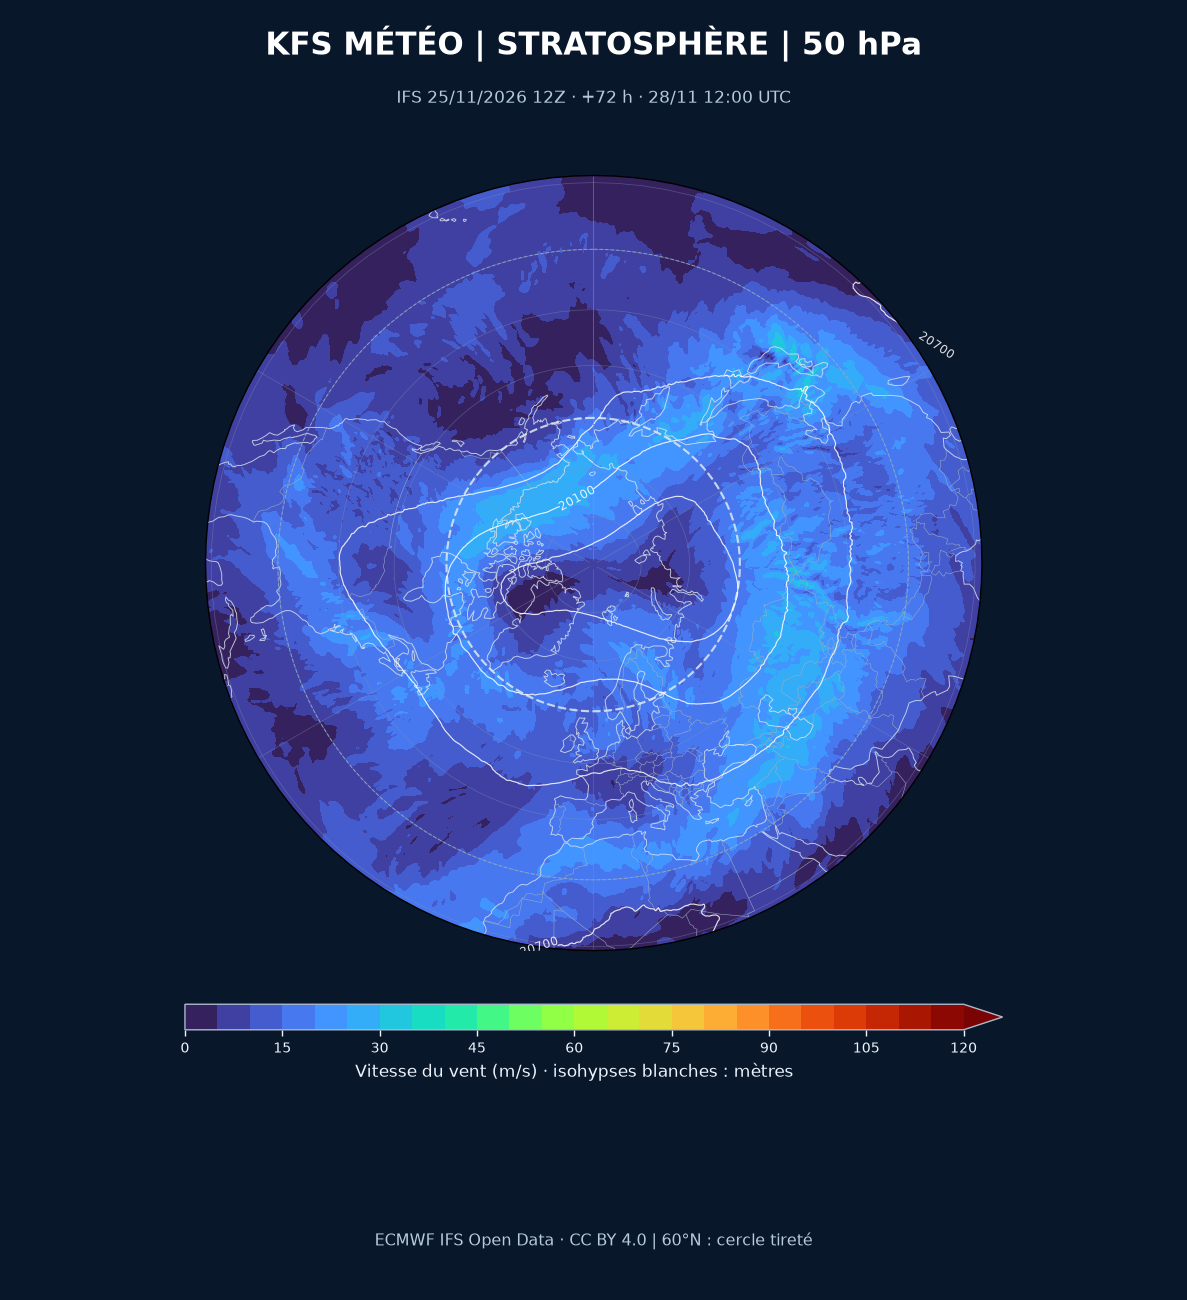 KFS MÉTÉO | STRATOSPHÈRE | 50 hPa
IFS 25/11/2026 12Z · +72 h · 28/11 12:00 UTC
20700
20100
20700
0 15 30 45 60 75 90 105 120
Vitesse du vent (m/s) · isohypses blanches : mètres
ECMWF IFS Open Data · CC BY 4.0 | 60°N : cercle tireté